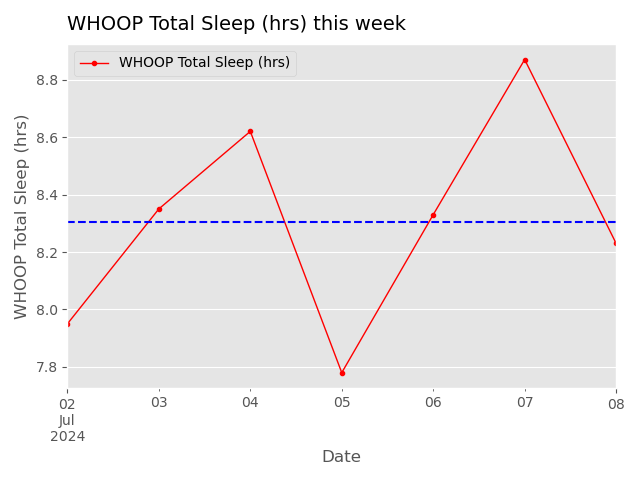 WHOOP Total Sleep (hrs) this week
WHOOP Total Sleep (hrs)
WHOOP Total Sleep (hrs)
8.8
8.6
8.4
8.2
8.0
7.8
02 03 04 05 06 07 08
Jul
2024
Date